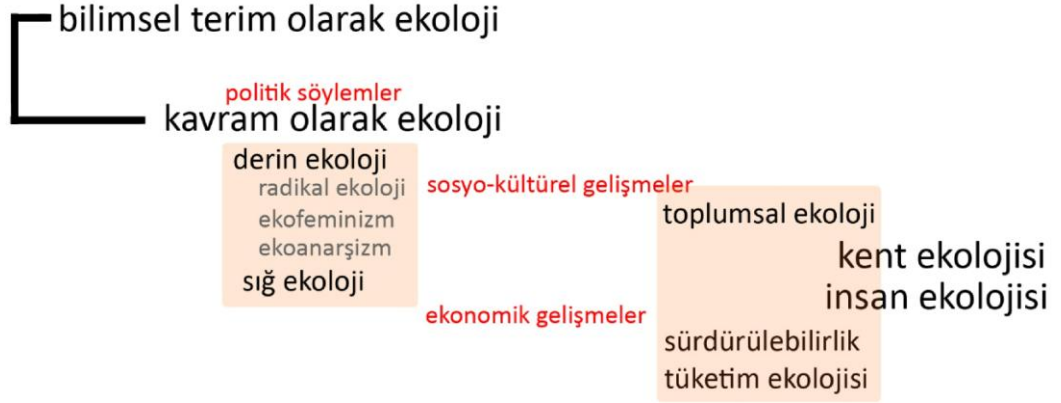 bilimsel terim olarak ekoloji
politik söylemler
kavram olarak ekoloji
derin ekoloji
radikal ekoloji
ekofeminizm
ekoanarşizm
sığ ekoloji
sosyo-kültürel gelişmeler
ekonomik gelişmeler
toplumsal ekoloji
kent ekolojisi
insan ekolojisi
sürdürülebilirlik
tüketim ekolojisi